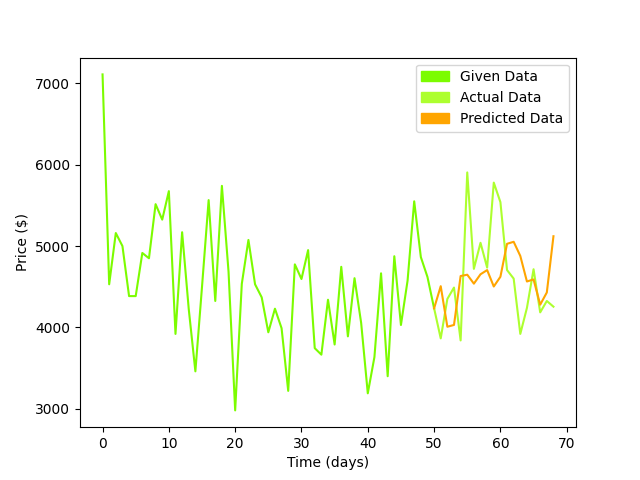 Given Data
Actual Data
Predicted Data
7000
6000
5000
4000
3000
Price ($)
0 10 20 30 40 50 60 70
Time (days)